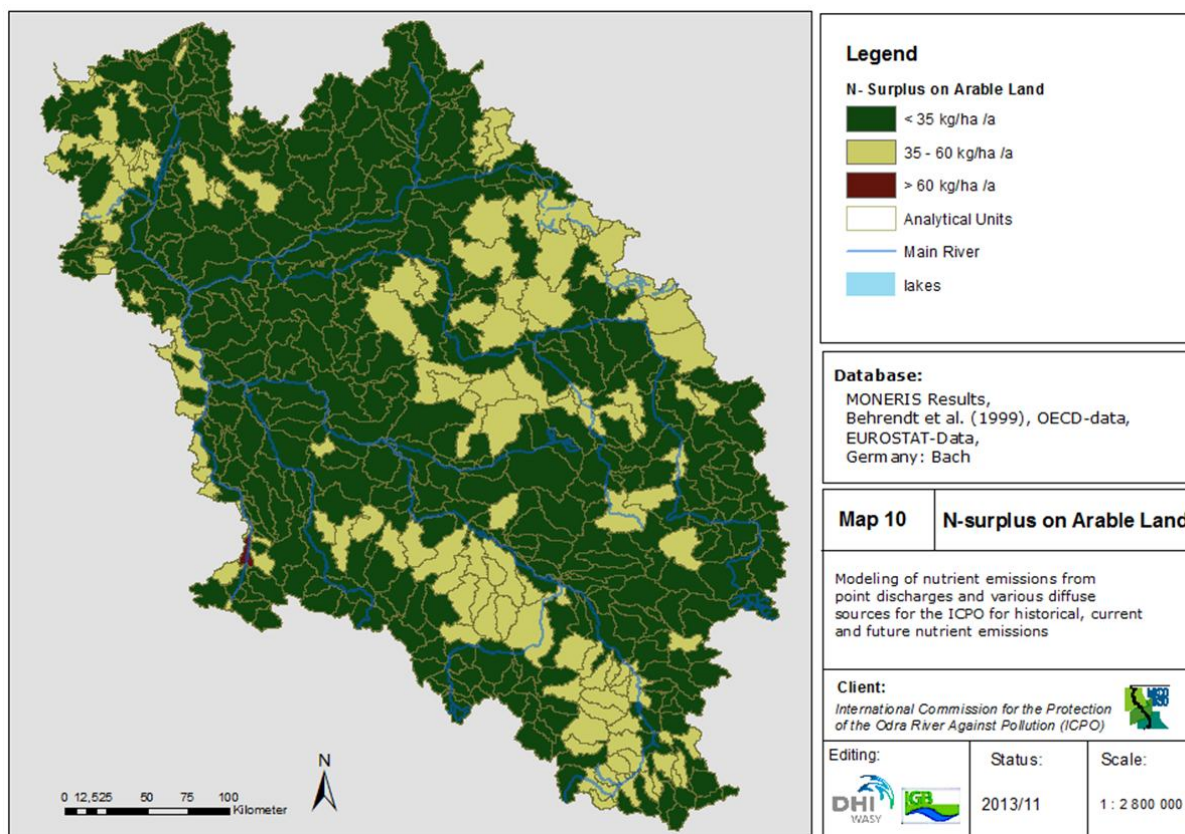 Legend
N- Surplus on Arable Land
< 35 kg/ha /a
35 - 60 kg/ha /a
> 60 kg/ha /a
Analytical Units
Main River
lakes
Database:
MONERIS Results,
Behrendt et al. (1999), OECD-data,
EUROSTAT-Data,
Germany: Bach
Map 10
N-surplus on Arable Land
Modeling of nutrient emissions from
point discharges and various diffuse
sources for the ICPO for historical, current
and future nutrient emissions
Client:
International Commission for the Protection
of the Odra River Against Pollution (ICPO)
Editing:
DHI
WASY
IGB
Status:
2013/11
Scale:
1 : 2 800 000
N
0 12,525 50 75 100
Kilometer